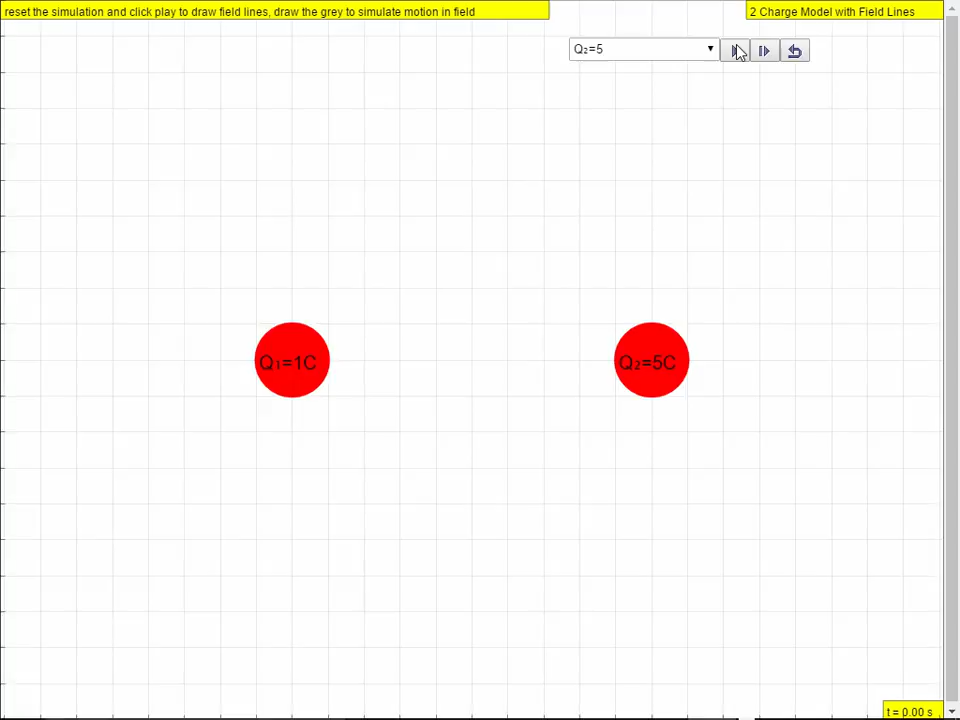 reset the simulation and click play to draw field lines, draw the grey to simulate motion in field
2 Charge Model with Field Lines
Q₂=5
Q₁=1C
Q₂=5C
t = 0.00 s